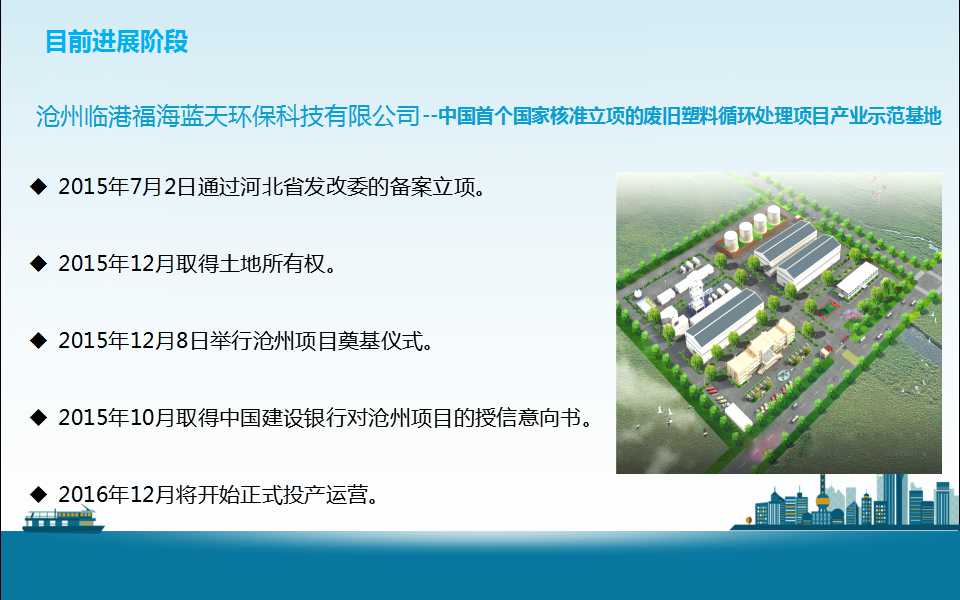 目前进展阶段
沧州临港福海蓝天环保科技有限公司--中国首个国家核准立项的废旧塑料循环处理项目产业示范基地
◆ 2015年7月2日通过河北省发改委的备案立项。
◆ 2015年12月取得土地所有权。
◆ 2015年12月8日举行沧州项目奠基仪式。
◆ 2015年10月取得中国建设银行对沧州项目的授信意向书。
◆ 2016年12月将开始正式投产运营。